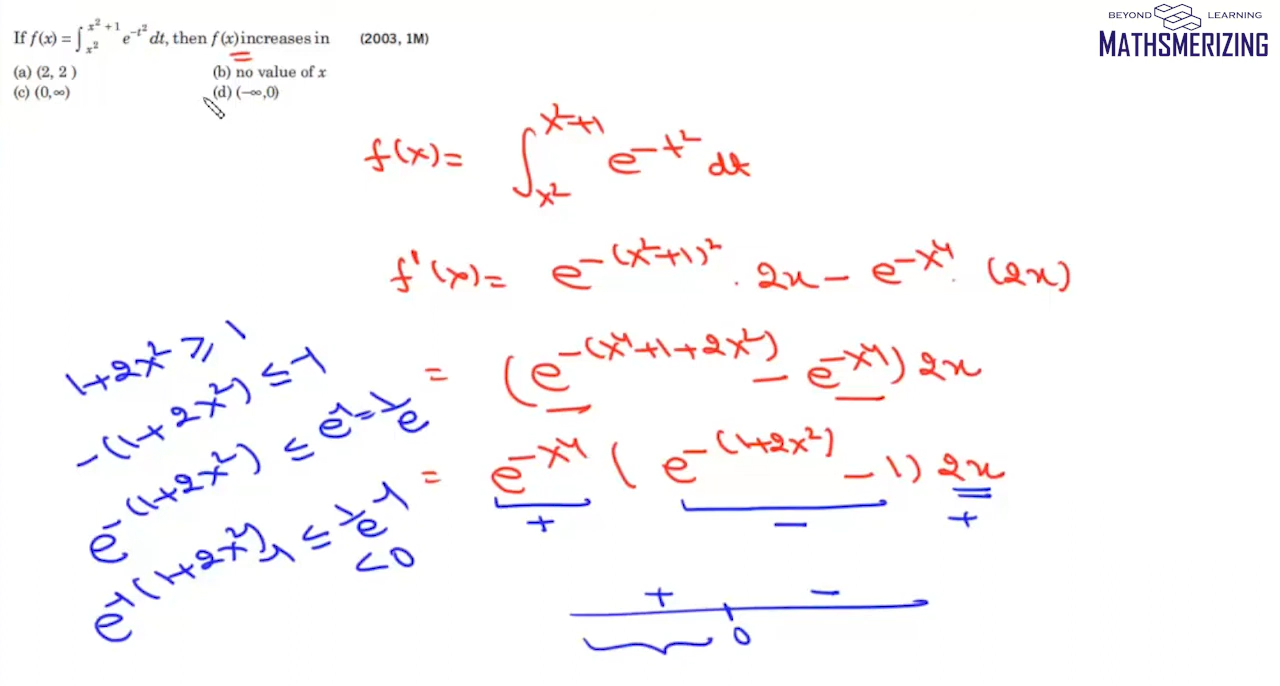 BEYOND LEARNING
MATHSMERIZING
If f(x) = ∫_{x²}^{x²+1} e^{-t²} dt, then f(x) increases in (2003, 1M)
(a) (2, 2 ) (b) no value of x
(c) (0,∞) (d) (−∞,0)
f(x) = ∫_{x²}^{x²+1} e^{-t²} dt
f'(x) = e^{-(x²+1)²} . 2x − e^{-x⁴} . (2x)
= (e^{-(x⁴+1+2x²)} − e^{-x⁴}) 2x
= e^{-x⁴} ( e^{-(1+2x²)} − 1) 2x
+ − +
1+2x² ≥ 1
−(1+2x²) ≤ −1
e^{-(1+2x²)} ≤ e^{-1} = 1/e
e^{-(1+2x²)} −1 ≤ 1/e −1
< 0
+ −
0